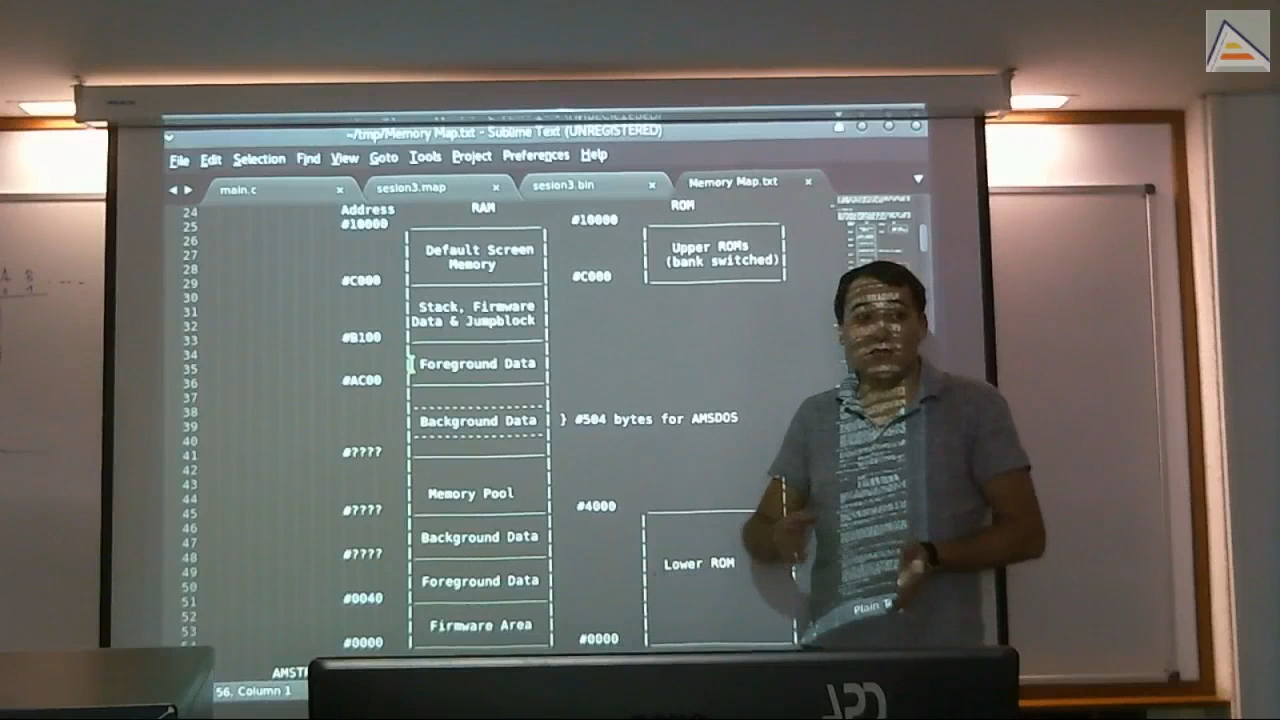 ~/tmp/Memory Map.txt - Sublime Text (UNREGISTERED)
File Edit Selection Find View Goto Tools Project Preferences Help
main.c × sesion3.map × sesion3.bin × Memory Map.txt ×
24 Address RAM ROM
25 #10000 #10000
26 Default Screen Upper ROMs
27 Memory (bank switched)
28 #C000
29 #C000
30
31 Stack, Firmware
32 Data & Jumpblock
33 #B100
34
35 Foreground Data
36 #AC00
37
38
39 Background Data } #504 bytes for AMSDOS
40
41 #????
42
43
44 Memory Pool #4000
45 #????
46
47 Background Data
48 #????
49 Lower ROM
50 Foreground Data
51 #0040
52
53 Firmware Area
#0000 #0000
56, Column 1